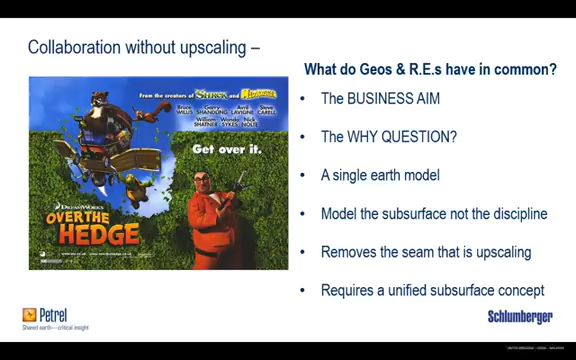 Collaboration without upscaling –
From the creators of SHREK and MADAGASCAR
Bruce WILLIS Garry SHANDLING Avril LAVIGNE Steve CARELL
William SHATNER Wanda SYKES Nick NOLTE
Get over it.
DREAMWORKS
OVER THE HEDGE
What do Geos & R.E.s have in common?
• The BUSINESS AIM
• The WHY QUESTION?
• A single earth model
• Model the subsurface not the discipline
• Removes the seam that is upscaling
• Requires a unified subsurface concept
Petrel
Shared earth–critical insight
Schlumberger